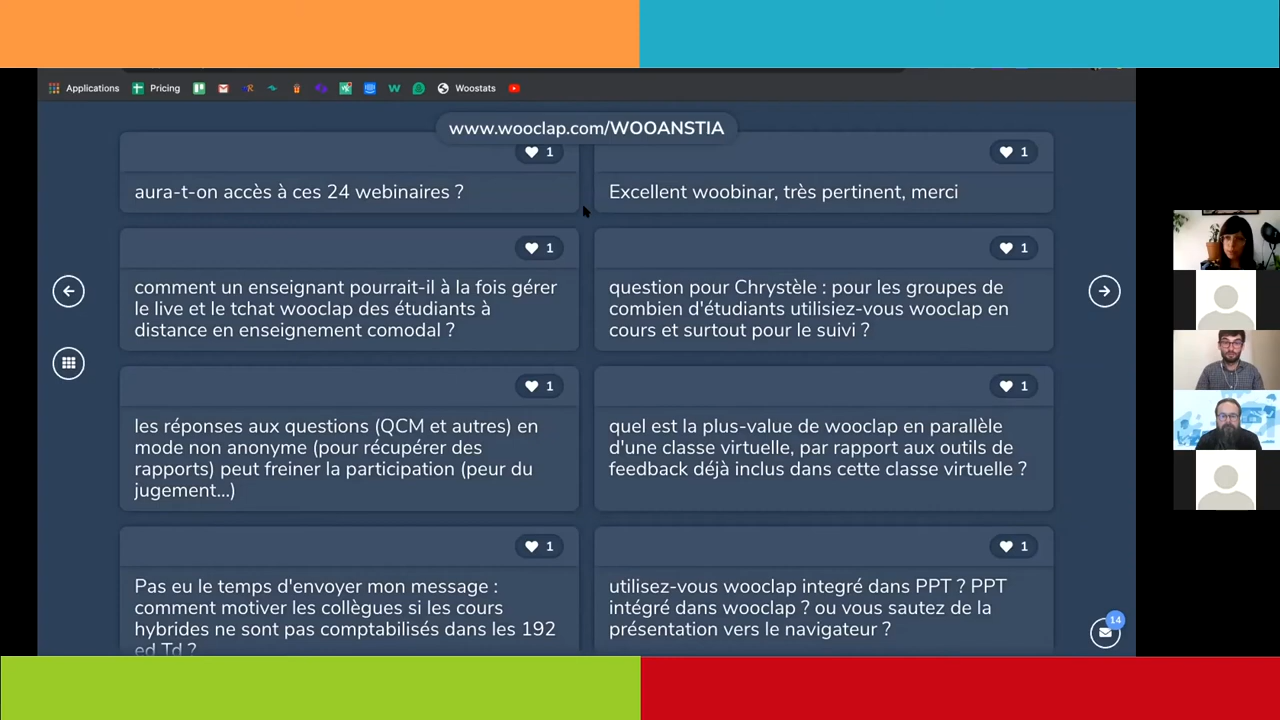 Applications
Pricing
Woostats
www.wooclap.com/WOOANSTIA
1
aura-t-on accès à ces 24 webinaires ?
1
Excellent woobinar, très pertinent, merci
1
comment un enseignant pourrait-il à la fois gérer
le live et le tchat wooclap des étudiants à
distance en enseignement comodal ?
1
question pour Chrystèle : pour les groupes de
combien d'étudiants utilisiez-vous wooclap en
cours et surtout pour le suivi ?
1
les réponses aux questions (QCM et autres) en
mode non anonyme (pour récupérer des
rapports) peut freiner la participation (peur du
jugement...)
1
quel est la plus-value de wooclap en parallèle
d'une classe virtuelle, par rapport aux outils de
feedback déjà inclus dans cette classe virtuelle ?
1
Pas eu le temps d'envoyer mon message :
comment motiver les collègues si les cours
hybrides ne sont pas comptabilisés dans les 192
eq Td ?
1
utilisez-vous wooclap integré dans PPT ? PPT
intégré dans wooclap ? ou vous sautez de la
présentation vers le navigateur ?
14